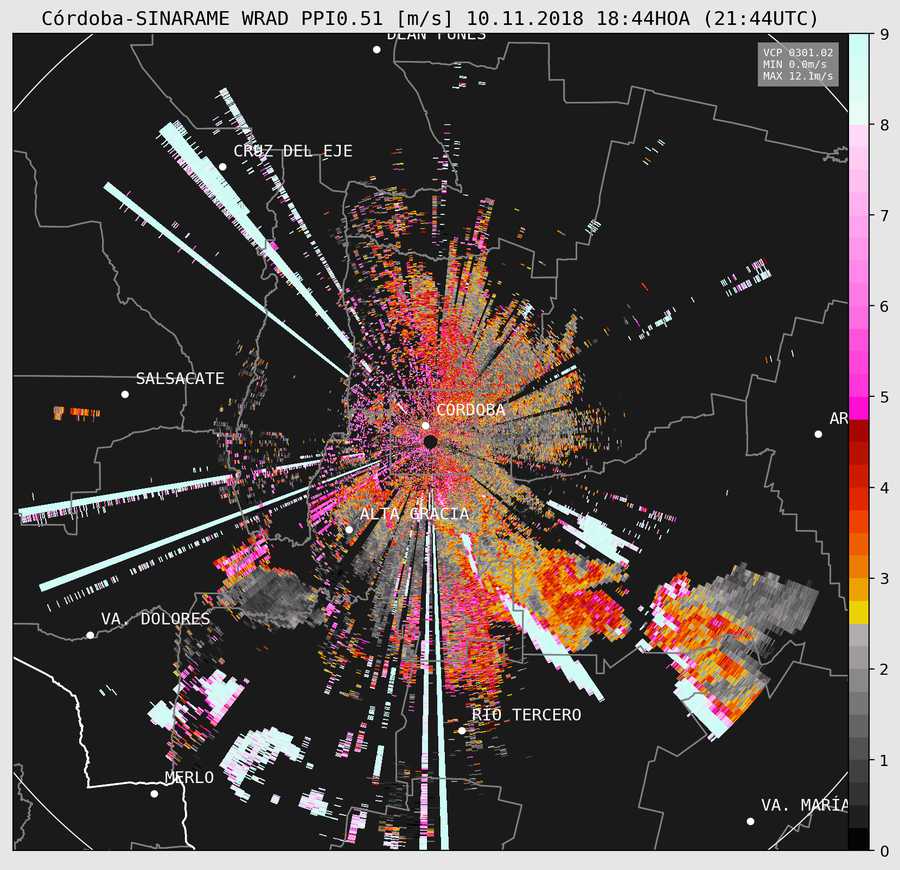 Córdoba-SINARAME WRAD PPI0.51 [m/s] 10.11.2018 18:44HOA (21:44UTC)
DEAN FUNES
VCP 0301.02
MIN 0.0m/s
MAX 12.1m/s
9
8
CRUZ DEL EJE
7
6
SALSACATE
5
CORDOBA
AR
4
ALTA GRACIA
3
VA. DOLORES
2
RIO TERCERO
1
MERLO
VA. MARÍA
0